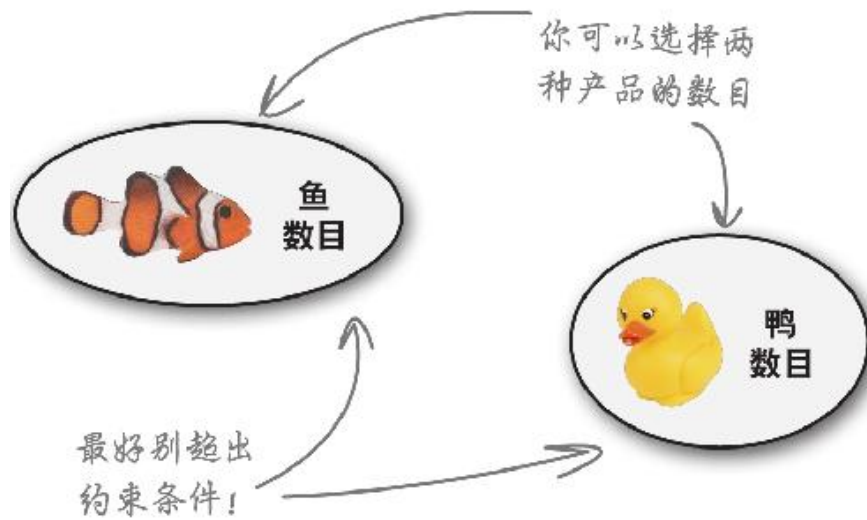 你可以选择两
种产品的数目
鱼
数目
鸭
数目
最好别超出
约束条件！